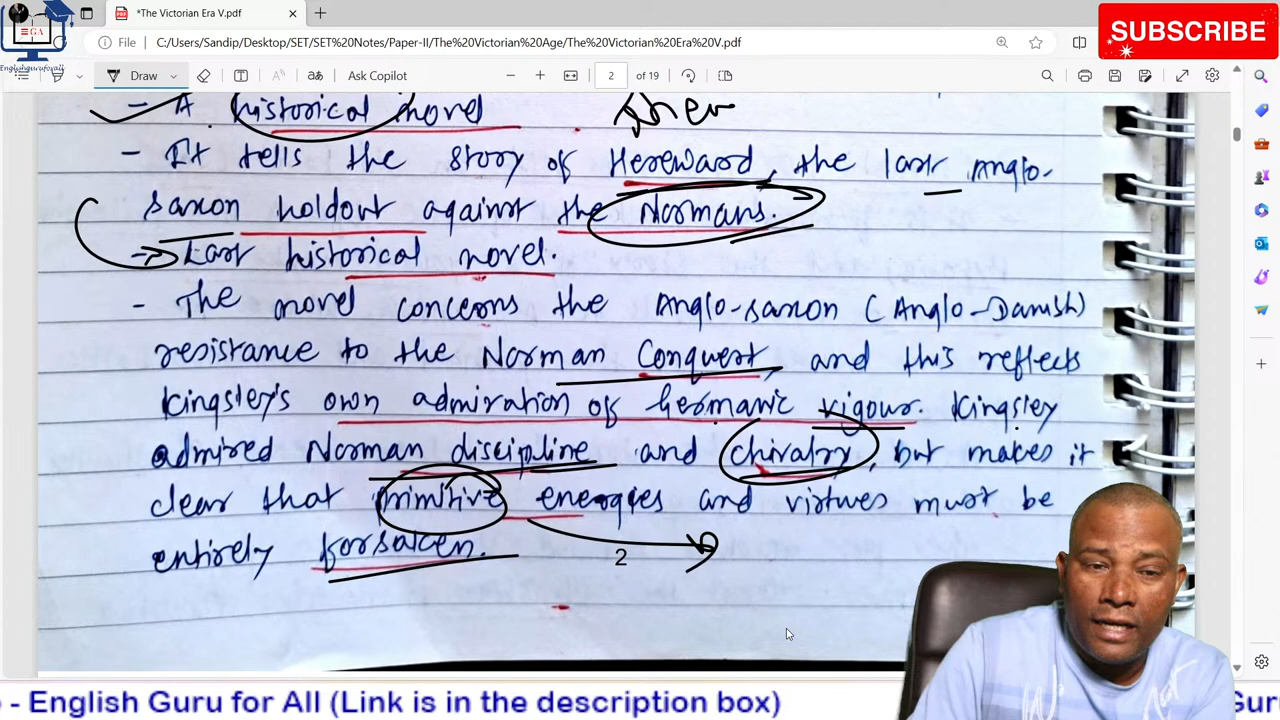 *The Victorian Era V.pdf
SUBSCRIBE
EGA
Englishguruforall
File
C:/Users/Sandip/Desktop/SET/SET%20Notes/Paper-II/The%20Victorian%20Age/The%20Victorian%20Era%20V.pdf
Draw
Ask Copilot
2 of 19
- A historical novel
- It tells the story of Hereward, the last Anglo-
saxon holdout against the Normans.
- Last historical novel.
- The novel concerns the Anglo-saxon (Anglo-Danish)
resistance to the Norman Conquest, and this reflects
Kingsley's own admiration of Germanic vigour. Kingsley
admired Norman discipline and chivalry, but makes it
clear that primitive energies and virtues must be
entirely forsaken.
2
- English Guru for All (Link is in the description box)
Gur